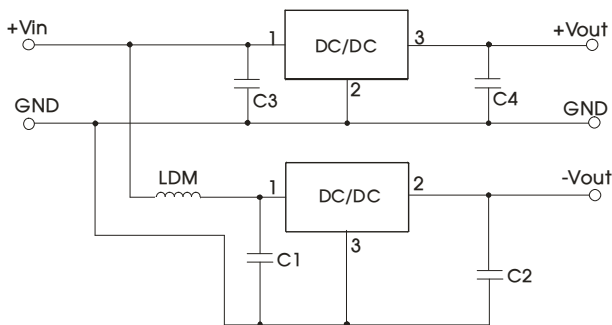 +Vin
1
DC/DC
3
+Vout
C3
2
C4
GND
GND
LDM
1
DC/DC
2
-Vout
C1
3
C2